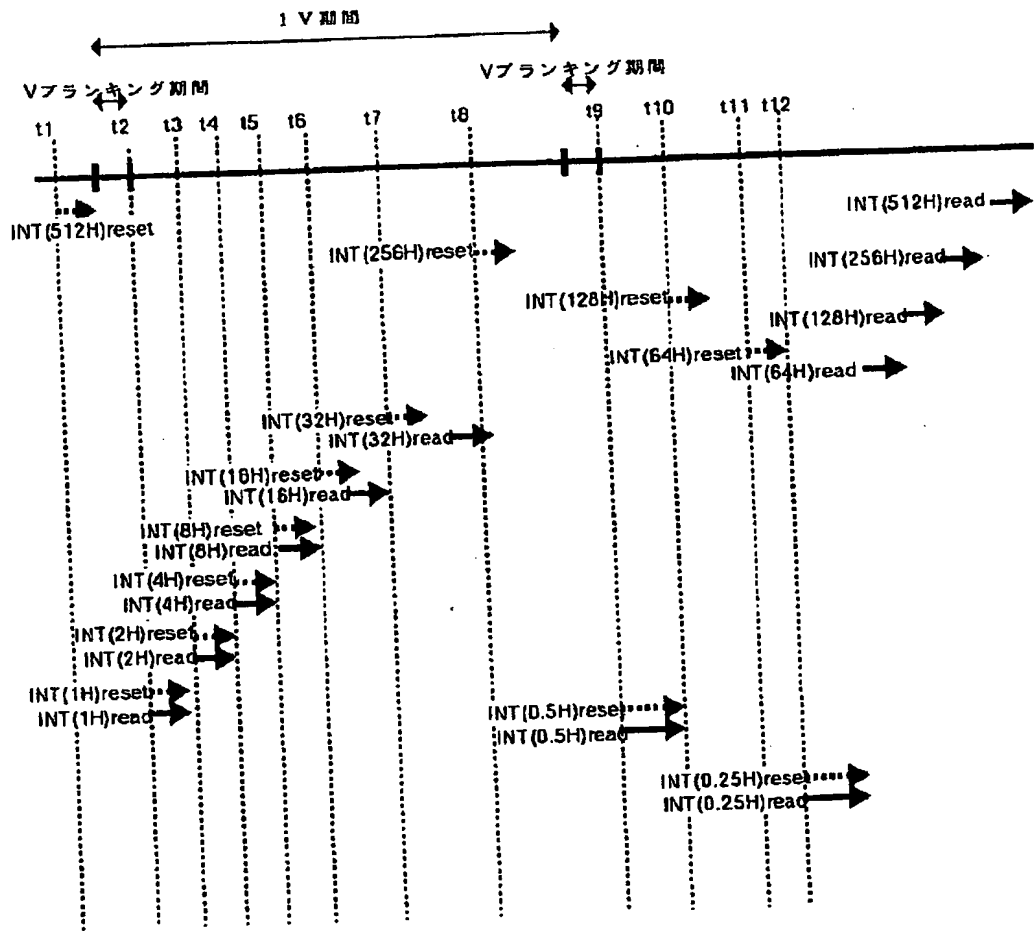 1 V 期間
Vブランキング期間
Vブランキング期間
t1 t2 t3 t4 t5 t6 t7 t8 t9 t10 t11 t12
INT(512H)reset
INT(512H)read
INT(256H)reset
INT(256H)read
INT(128H)reset
INT(128H)read
INT(64H)reset
INT(64H)read
INT(32H)reset
INT(32H)read
INT(16H)reset
INT(16H)read
INT(8H)reset
INT(8H)read
INT(4H)reset
INT(4H)read
INT(2H)reset
INT(2H)read
INT(1H)reset
INT(1H)read
INT(0.5H)reset
INT(0.5H)read
INT(0.25H)reset
INT(0.25H)read